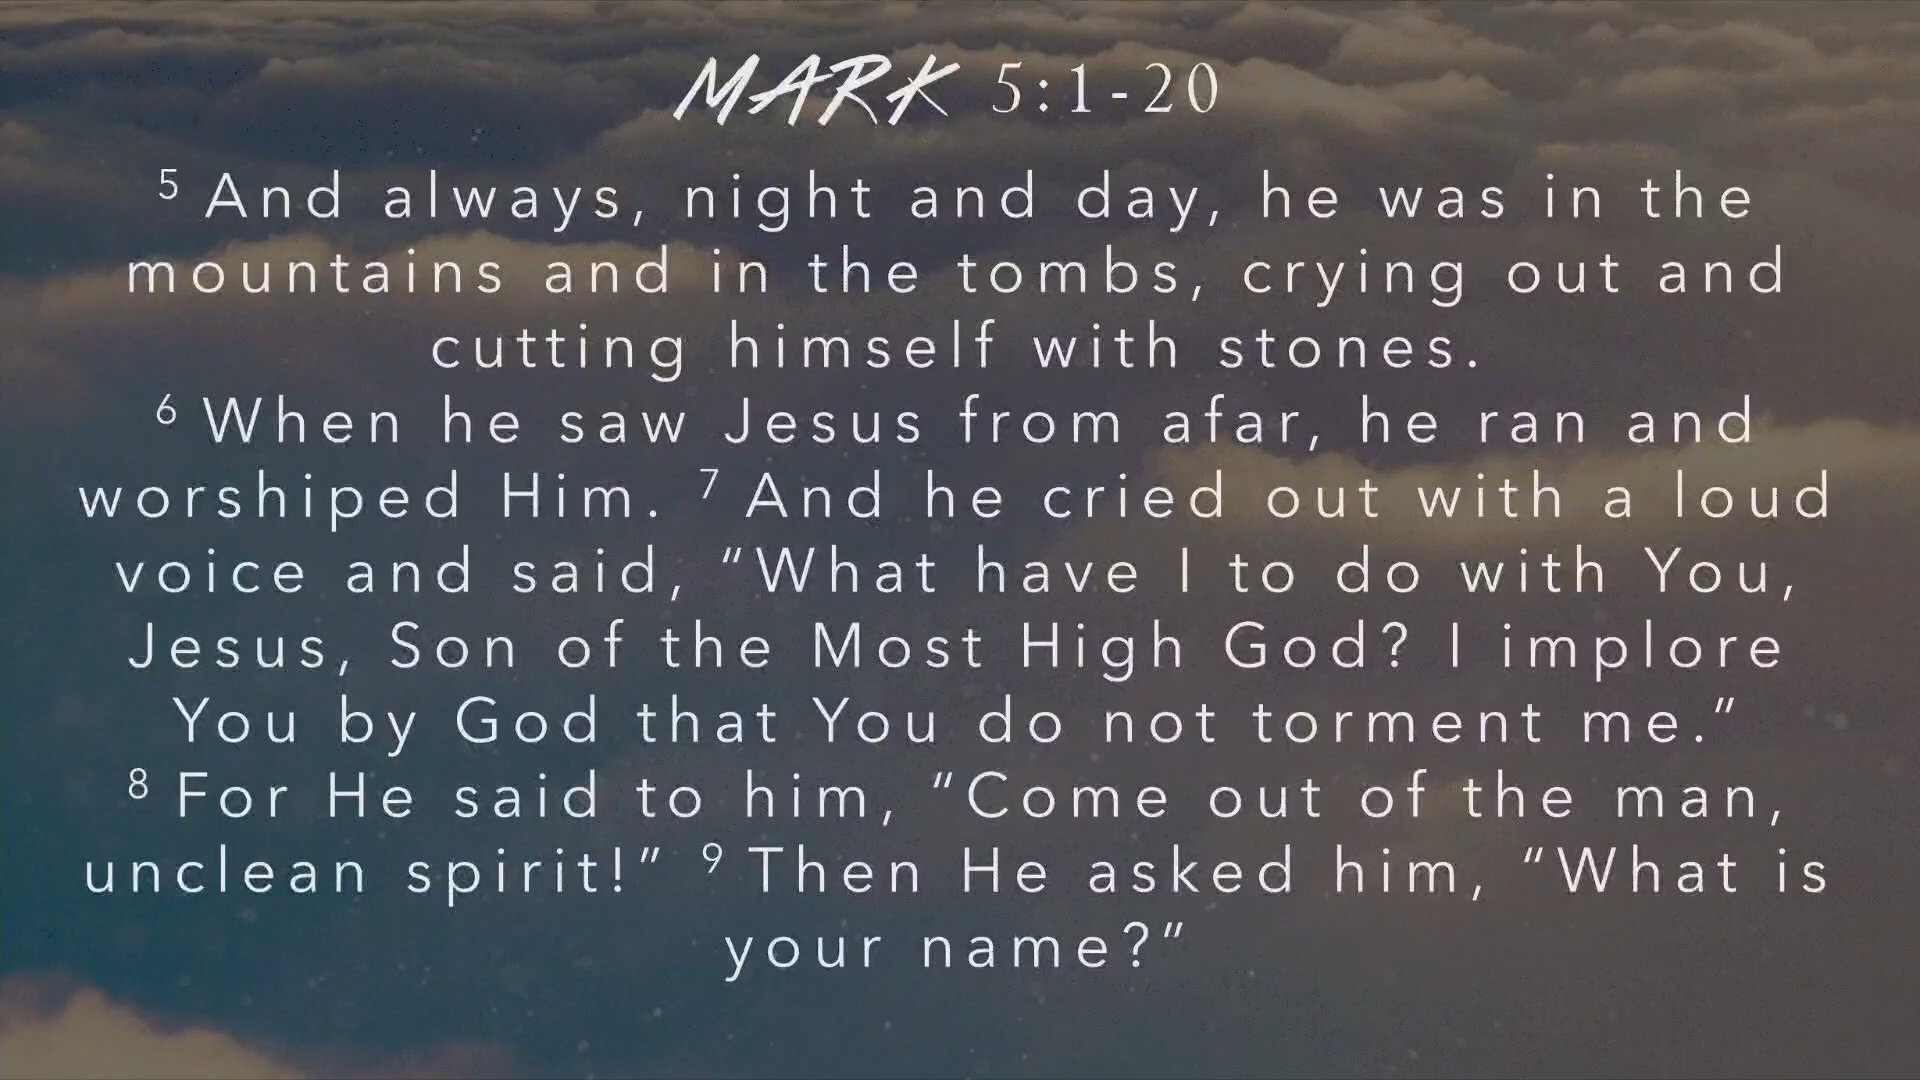 MARK 5:1-20
5 And always, night and day, he was in the
mountains and in the tombs, crying out and
cutting himself with stones.
6 When he saw Jesus from afar, he ran and
worshiped Him. 7 And he cried out with a loud
voice and said, “What have I to do with You,
Jesus, Son of the Most High God? I implore
You by God that You do not torment me.”
8 For He said to him, “Come out of the man,
unclean spirit!” 9 Then He asked him, “What is
your name?”